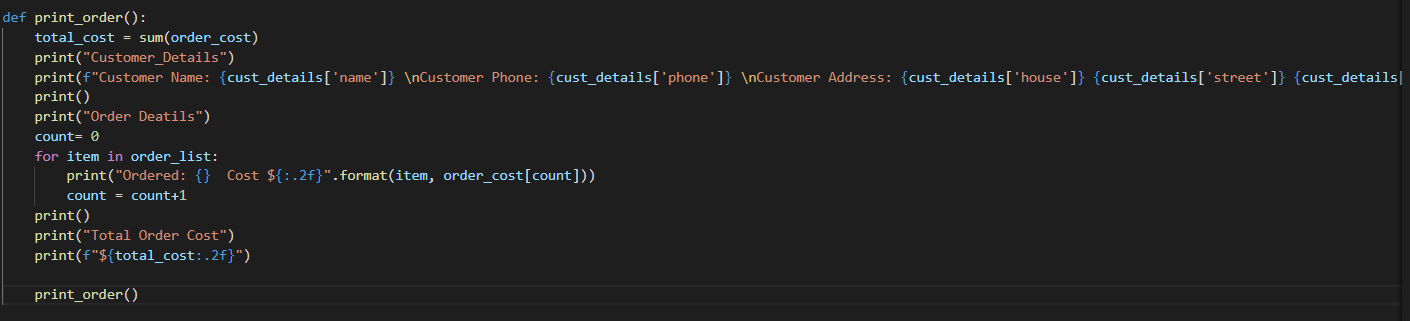 def print_order():
    total_cost = sum(order_cost)
    print("Customer_Details")
    print(f"Customer Name: {cust_details['name']} \nCustomer Phone: {cust_details['phone']} \nCustomer Address: {cust_details['house']} {cust_details['street']} {cust_details[
    print()
    print("Order Deatils")
    count= 0
    for item in order_list:
        print("Ordered: {}  Cost ${:.2f}".format(item, order_cost[count]))
        count = count+1
    print()
    print("Total Order Cost")
    print(f"${total_cost:.2f}")
    print_order()